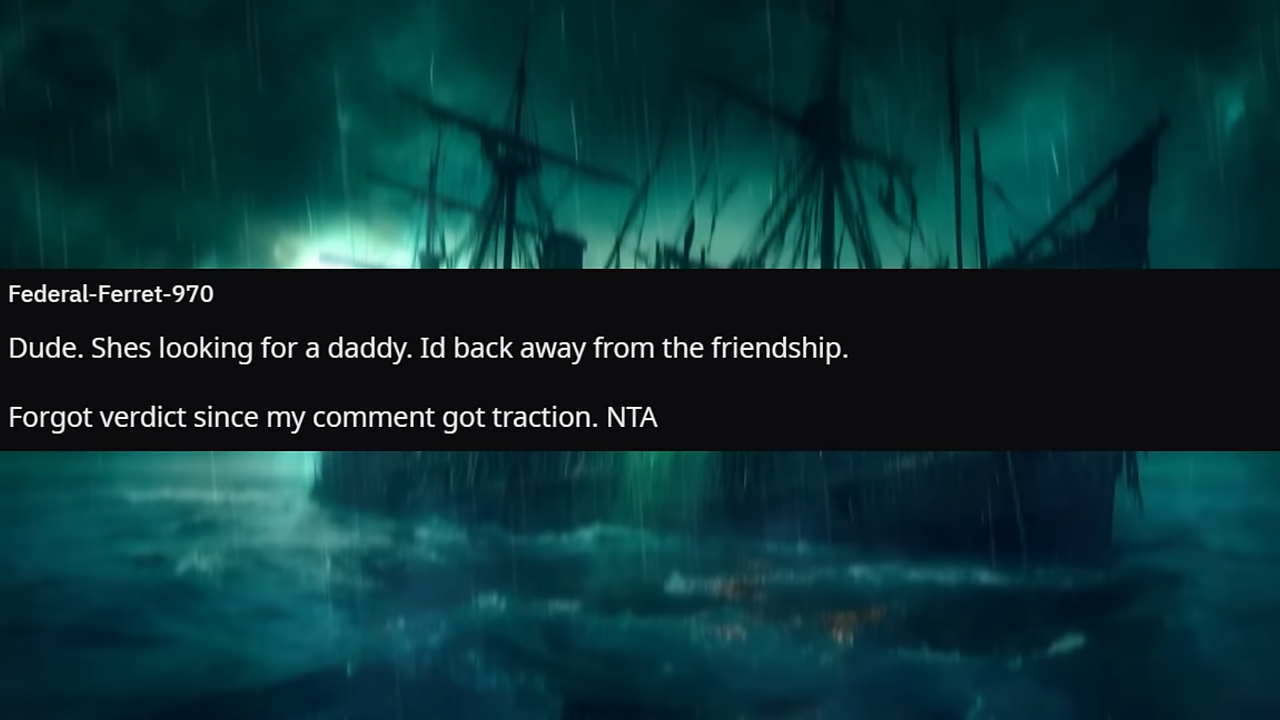 Federal-Ferret-970
Dude. Shes looking for a daddy. Id back away from the friendship.
Forgot verdict since my comment got traction. NTA